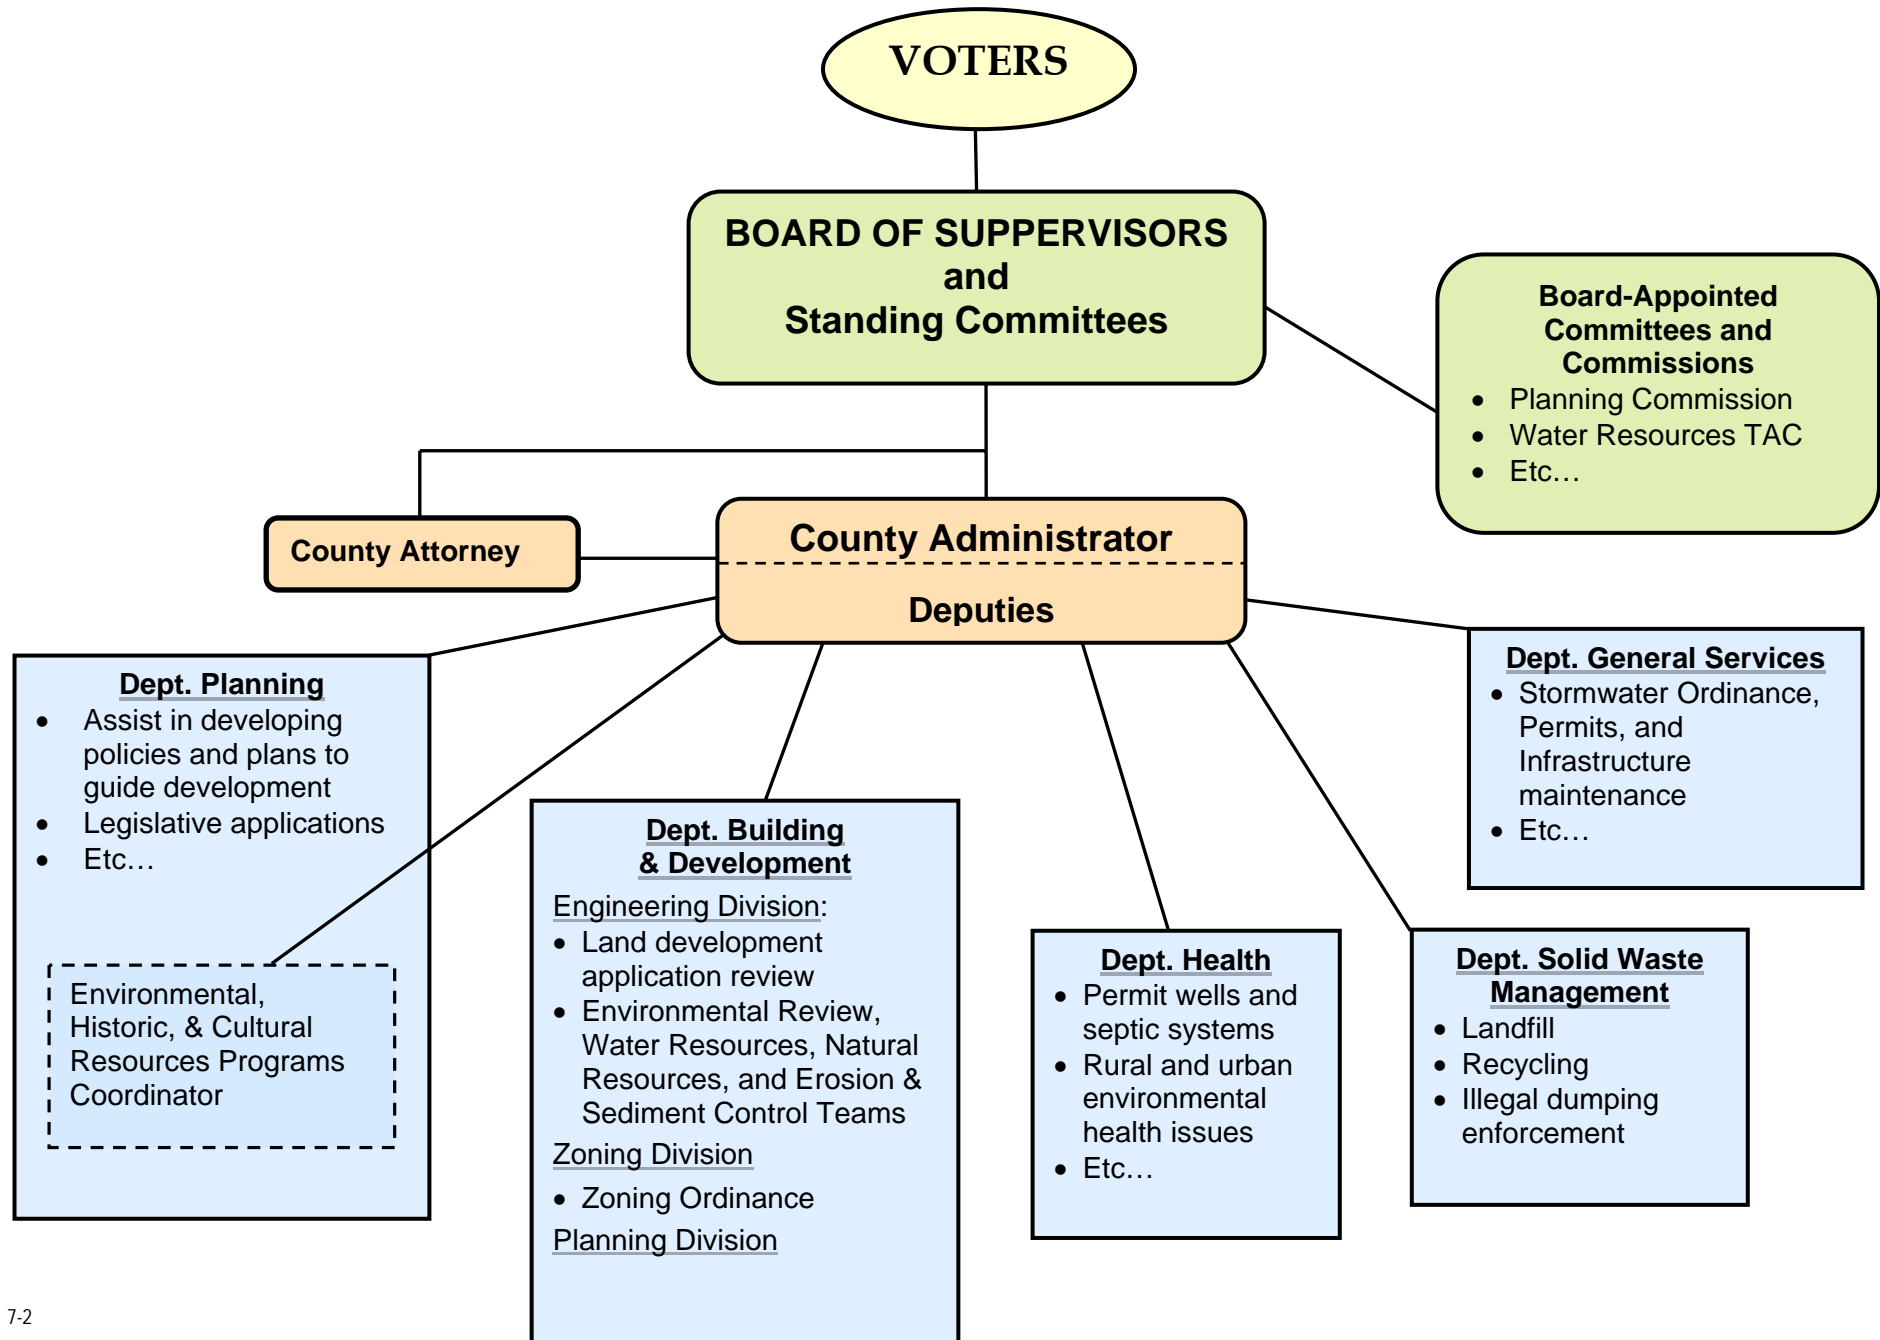 VOTERS
BOARD OF SUPPERVISORS
and
Standing Committees
Board-Appointed
Committees and
Commissions
• Planning Commission
• Water Resources TAC
• Etc…
County Attorney
County Administrator
Deputies
Dept. Planning
• Assist in developing
policies and plans to
guide development
• Legislative applications
• Etc…
Environmental,
Historic, & Cultural
Resources Programs
Coordinator
Dept. Building
& Development
Engineering Division:
• Land development
application review
• Environmental Review,
Water Resources, Natural
Resources, and Erosion &
Sediment Control Teams
Zoning Division
• Zoning Ordinance
Planning Division
Dept. Health
• Permit wells and
septic systems
• Rural and urban
environmental
health issues
• Etc…
Dept. Solid Waste
Management
• Landfill
• Recycling
• Illegal dumping
enforcement
Dept. General Services
• Stormwater Ordinance,
Permits, and
Infrastructure
maintenance
• Etc…
7-2